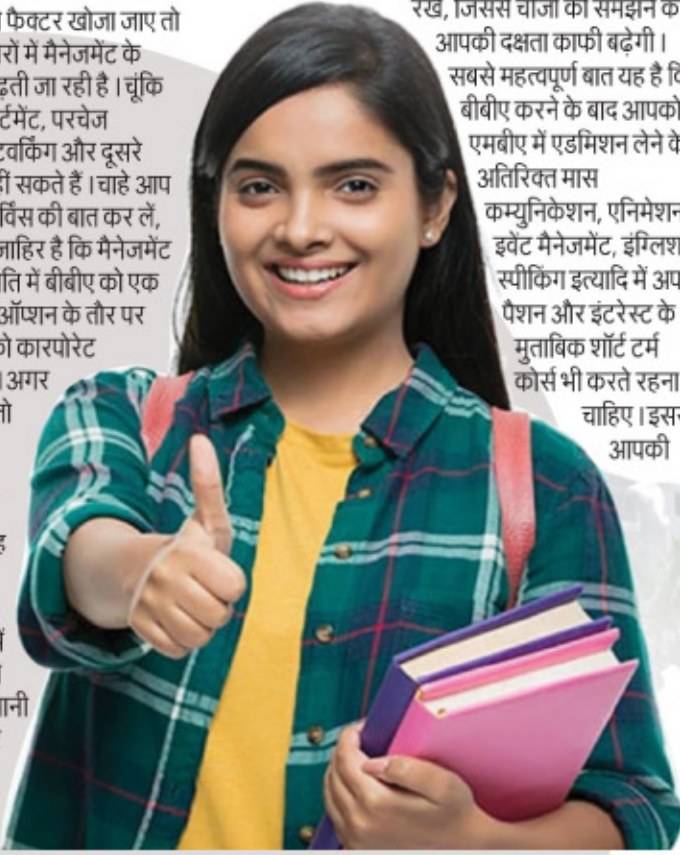 फैक्टर खोजा जाए तो
रों में मैनेजमेंट के
ढ़ती जा रही है । चूंकि
र्टमेंट, परचेज
टवर्किंग और दूसरे
हीं सकते हैं । चाहे आप
र्विस की बात कर लें,
जाहिर है कि मैनेजमेंट
ति में बीबीए को एक
ऑप्शन के तौर पर
को कारपोरेट
। अगर
तो
ह
में
ानी
रखें, जिससे चीजों को समझने की
आपकी दक्षता काफी बढ़ेगी ।
सबसे महत्वपूर्ण बात यह है कि
बीबीए करने के बाद आपको
एमबीए में एडमिशन लेने के
अतिरिक्त मास
कम्युनिकेशन, एनिमेशन
इवेंट मैनेजमेंट, इंग्लिश
स्पीकिंग इत्यादि में अप
पैशन और इंटरेस्ट के
मुताबिक शॉर्ट टर्म
कोर्स भी करते रहना
चाहिए । इस
आपकी